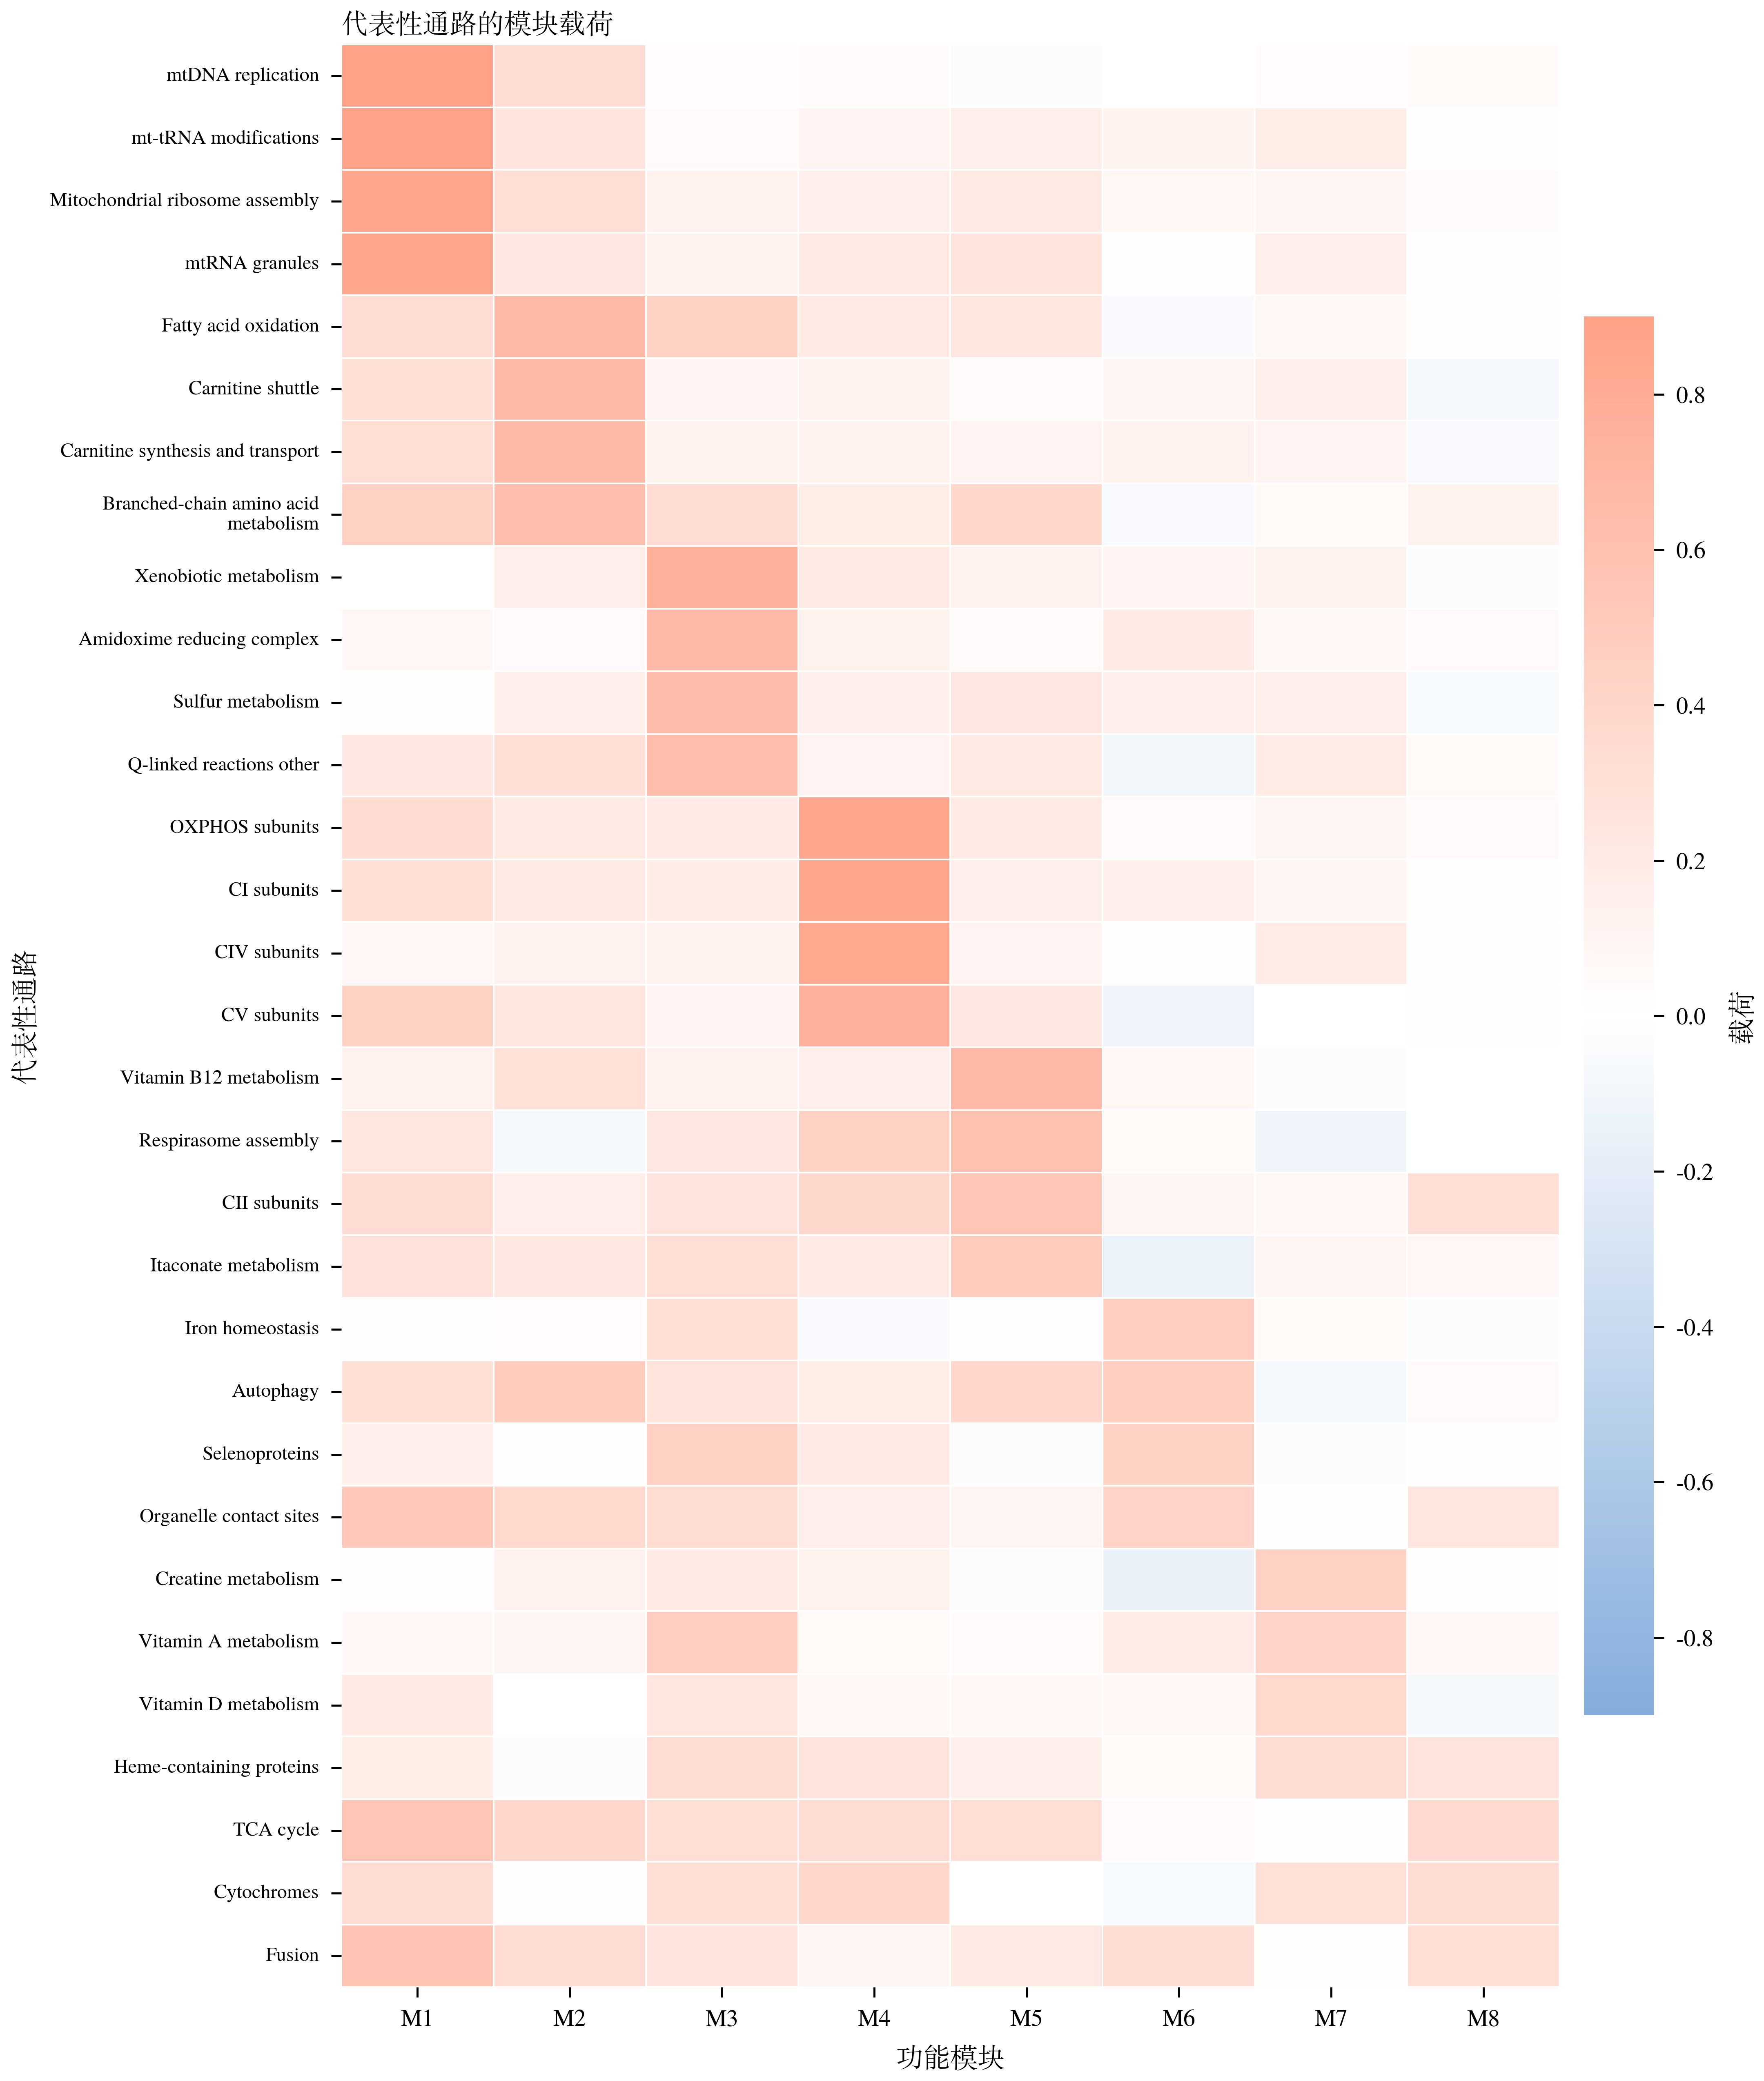 代表性通路的模块载荷
mtDNA replication
mt-tRNA modifications
Mitochondrial ribosome assembly
mtRNA granules
Fatty acid oxidation
Carnitine shuttle
Carnitine synthesis and transport
Branched-chain amino acid
metabolism
Xenobiotic metabolism
Amidoxime reducing complex
Sulfur metabolism
Q-linked reactions other
OXPHOS subunits
CI subunits
CIV subunits
CV subunits
Vitamin B12 metabolism
Respirasome assembly
CII subunits
Itaconate metabolism
Iron homeostasis
Autophagy
Selenoproteins
Organelle contact sites
Creatine metabolism
Vitamin A metabolism
Vitamin D metabolism
Heme-containing proteins
TCA cycle
Cytochromes
Fusion
代表性通路
M1 M2 M3 M4 M5 M6 M7 M8
功能模块
0.8
0.6
0.4
0.2
0.0
-0.2
-0.4
-0.6
-0.8
载荷